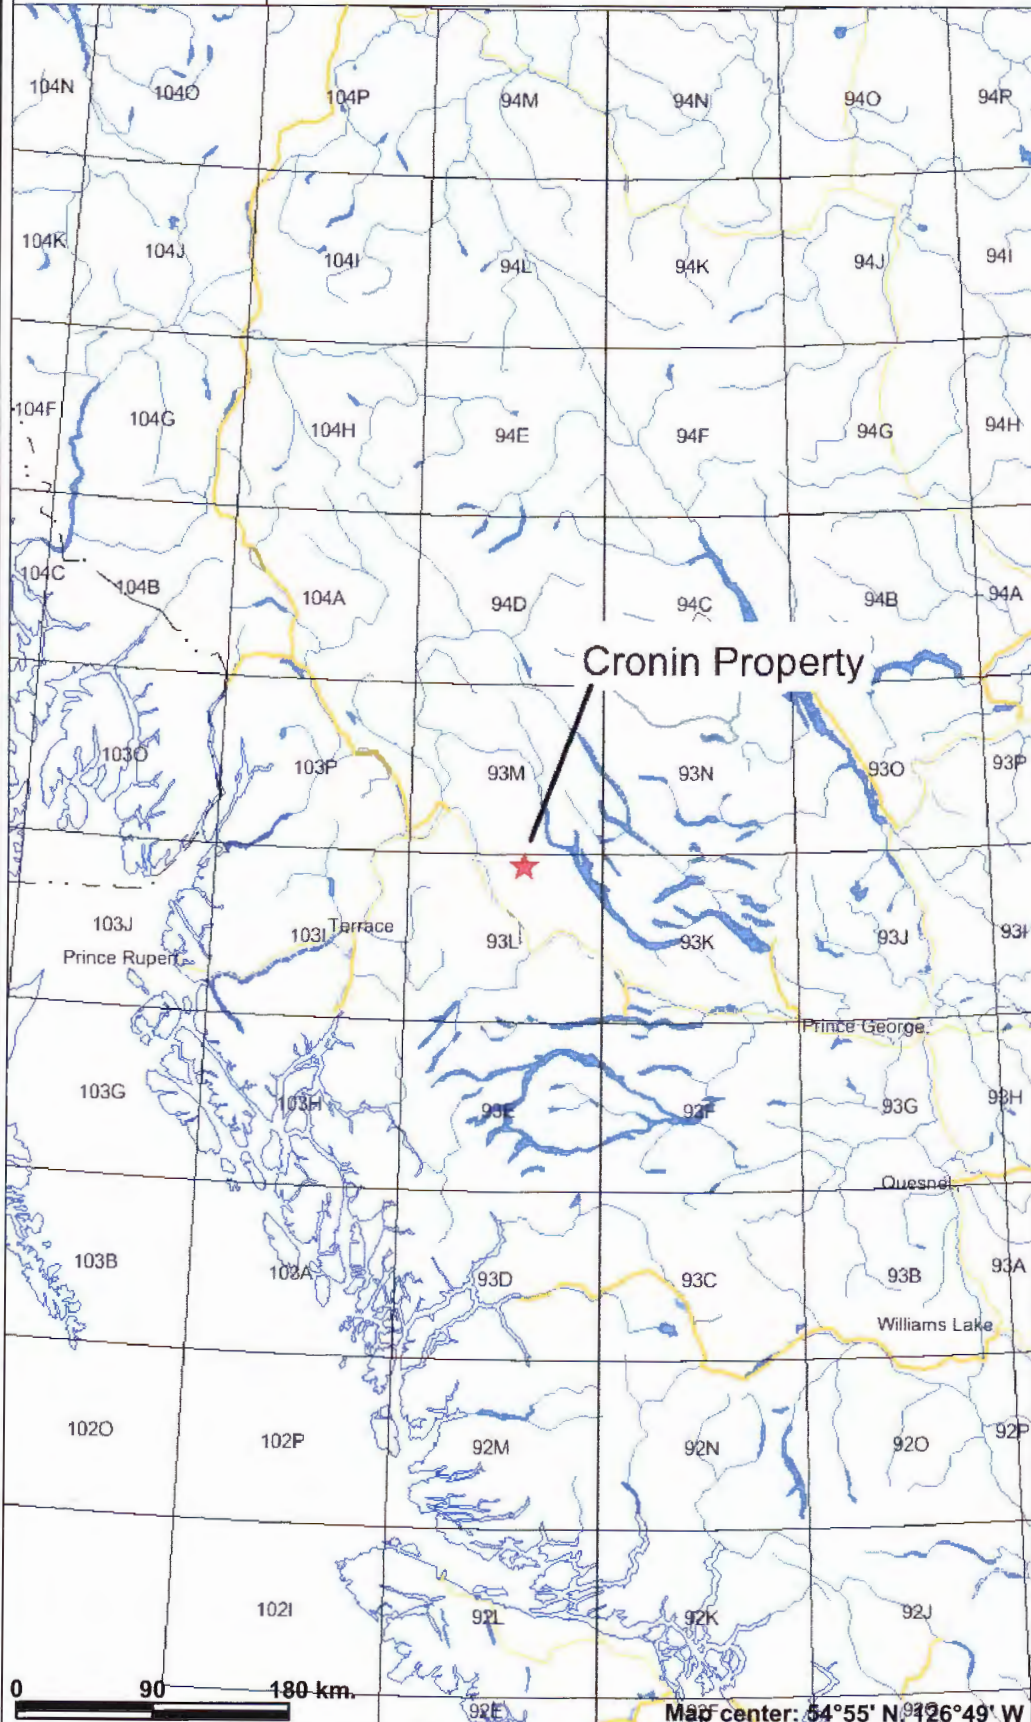 104N 104O 104P 94M 94N 94O 94P
104K 104J 104I 94L 94K 94J 94I
104F 104G 104H 94E 94F 94G 94H
104C 104B 104A 94D 94C 94B 94A
Cronin Property
103O 103P 93M 93N 93O 93P
103J 103I Terrace 93L 93K 93J 93I
Prince Rupert
Prince George
103G 103H 93E 93F 93G 93H
Quesnel
103B 103A 93D 93C 93B 93A
Williams Lake
102O 102P 92M 92N 92O 92P
102I 92L 92K 92J
0 90 180 km.
92E 92F 92G
Map center: 54°55' N, 126°49' W